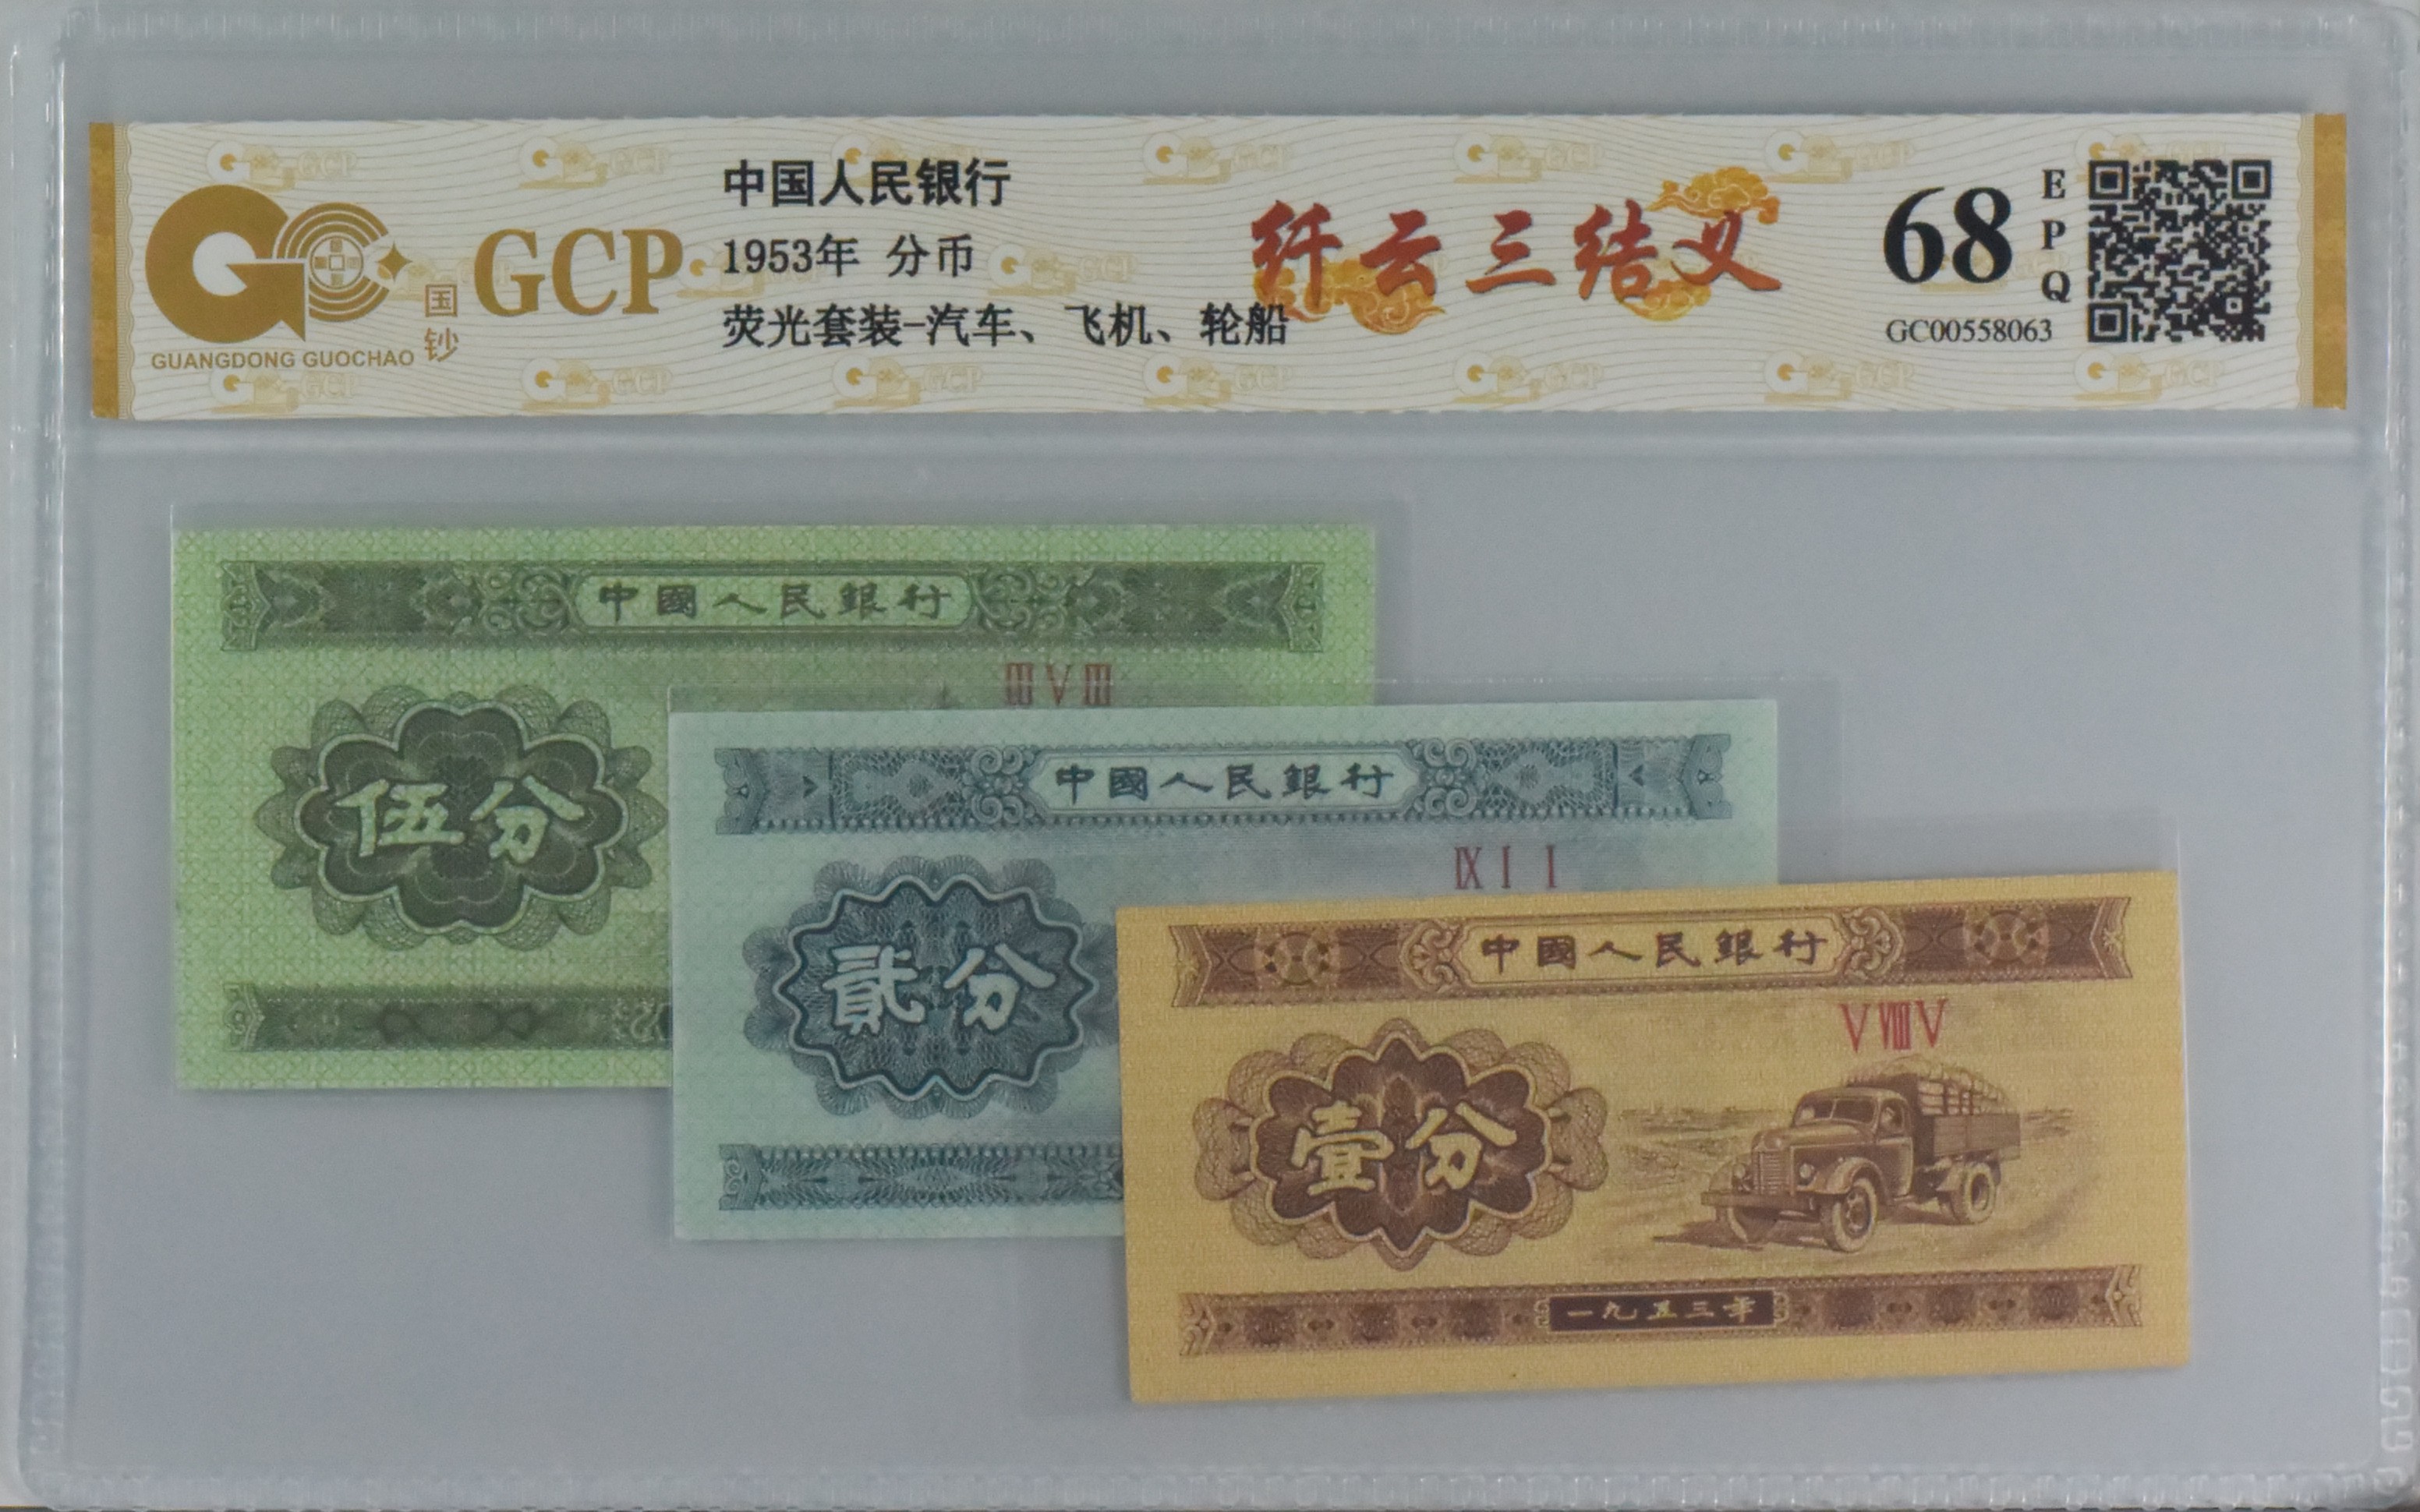 GCP
国钞
GUANGDONG GUOCHAO
中国人民银行
1953年 分币
荧光套装-汽车、飞机、轮船
纤云三结义
68
EPQ
GC00558063
中國人民銀行
ⅢⅤⅢ
伍分
中國人民銀行
ⅨⅠⅠ
貳分
中國人民銀行
ⅤⅧⅤ
壹分
一九五三年